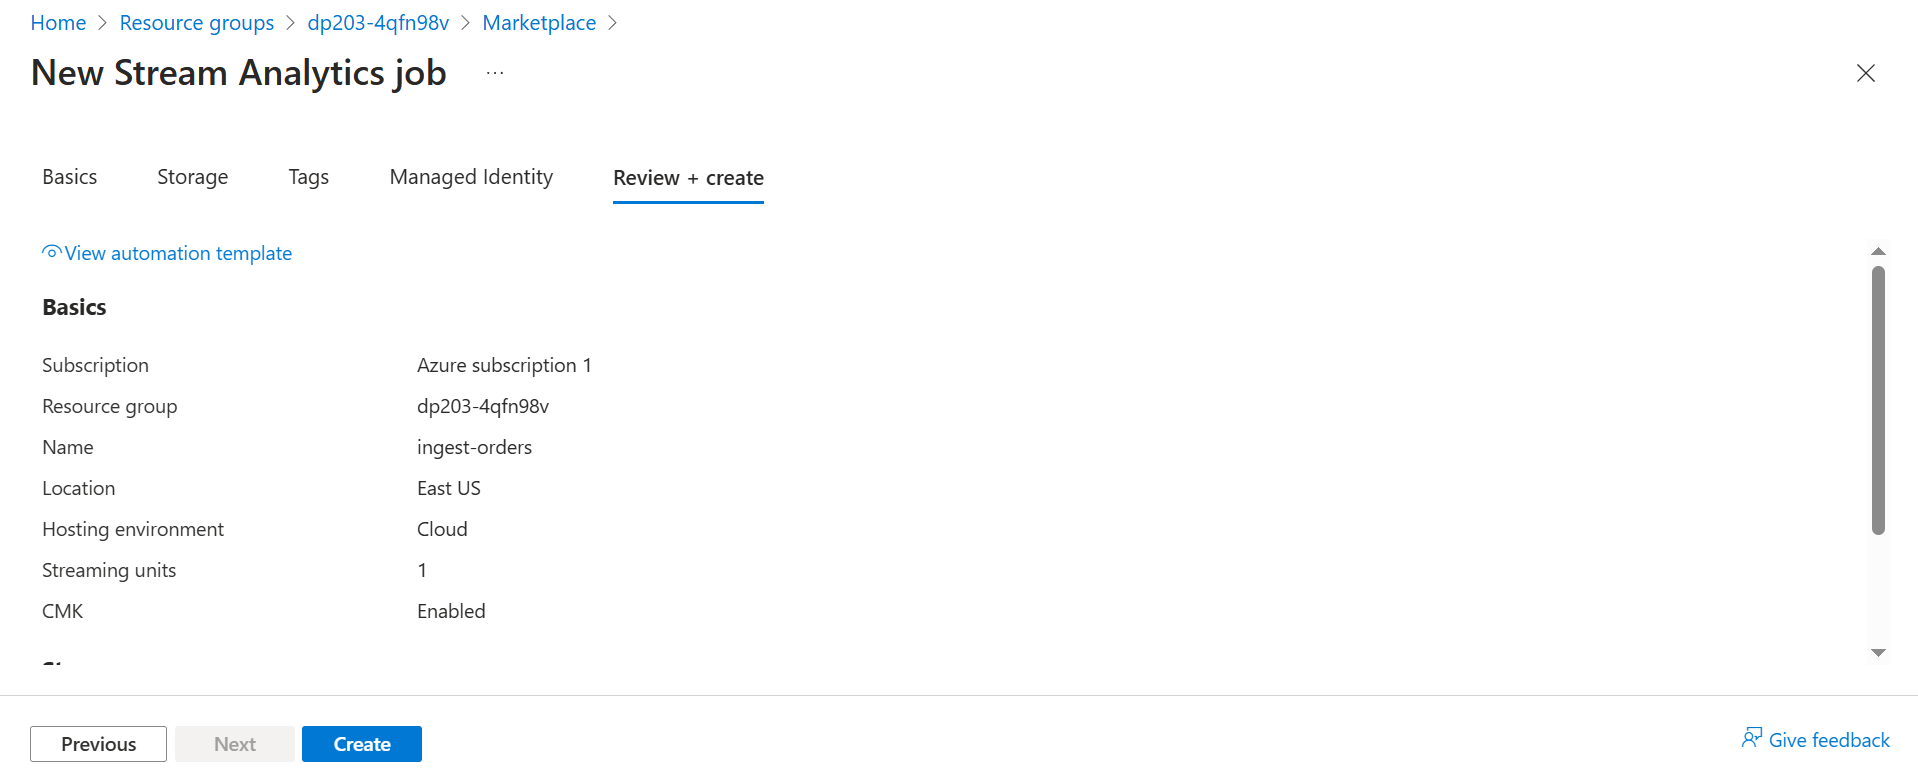 Home > Resource groups > dp203-4qfn98v > Marketplace >
New Stream Analytics job ...
Basics Storage Tags Managed Identity Review + create
View automation template
Basics
Subscription Azure subscription 1
Resource group dp203-4qfn98v
Name ingest-orders
Location East US
Hosting environment Cloud
Streaming units 1
CMK Enabled
Previous Next Create Give feedback